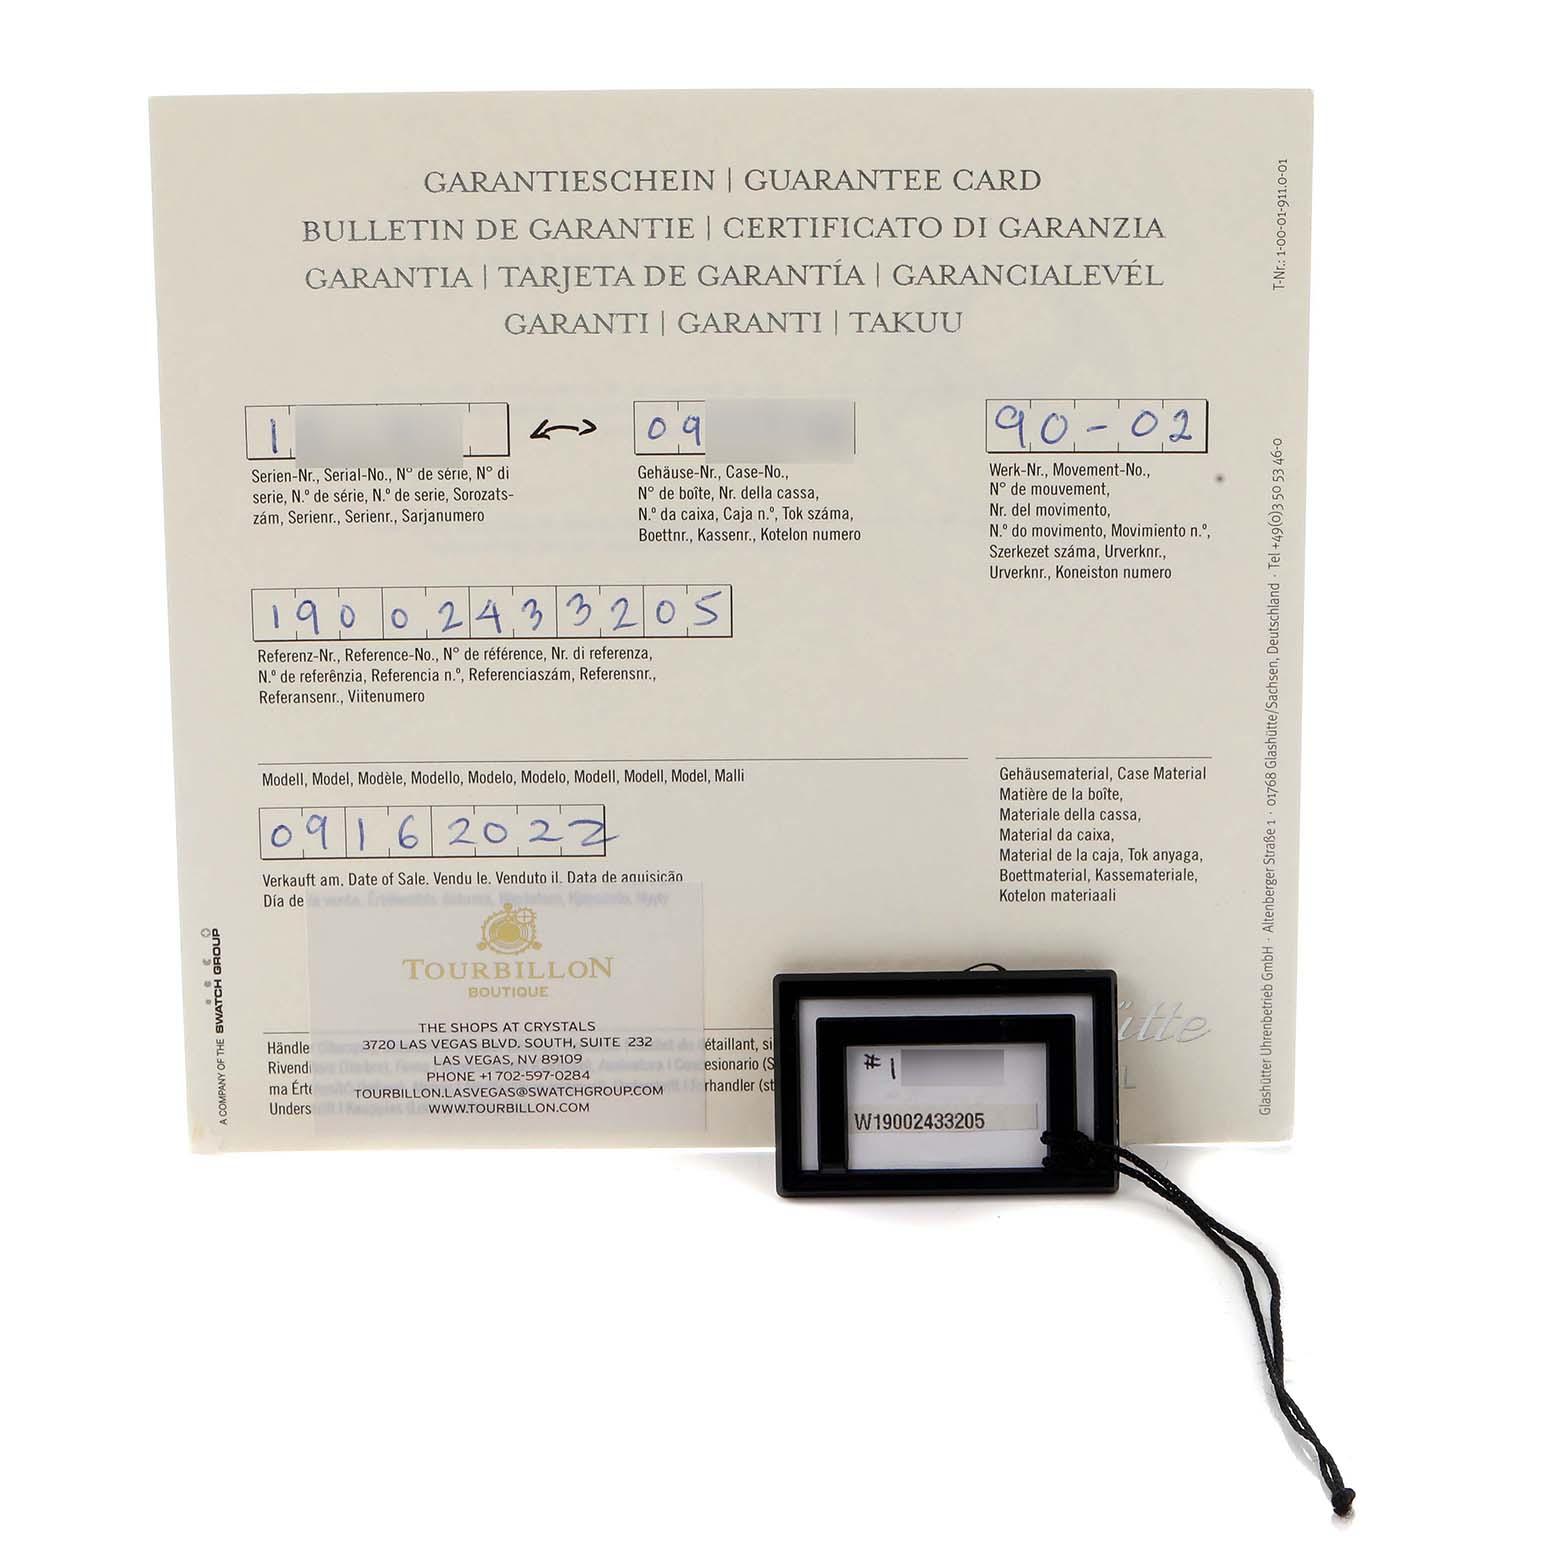 GARANTIESCHEIN | GUARANTEE CARD
BULLETIN DE GARANTIE | CERTIFICATO DI GARANZIA
GARANTIA | TARJETA DE GARANTÍA | GARANCIALEVÉL
GARANTI | GARANTI | TAKUU
T-Nr.: 1-00-01-911.0-01
1
Serien-Nr., Serial-No., N° de série, N° di
serie, N.º de série, N.º de serie, Sorozats-
zám, Serienr., Serienr., Sarjanumero
09
Gehäuse-Nr., Case-No.,
N° de boîte, Nr. della cassa,
N.º da caixa, Caja n.º, Tok száma,
Boettnr., Kassenr., Kotelon numero
90-02
Werk-Nr., Movement-No.,
N° de mouvement,
Nr. del movimento,
N.º do movimento, Movimiento n.º,
Szerkezet száma, Urverknr.,
Urverknr., Koneiston numero
19002433205
Referenz-Nr., Reference-No., N° de référence, Nr. di referenza,
N.º de referênzia, Referencia n.º, Referenciaszám, Referensnr.,
Referansenr., Viitenumero
Modell, Model, Modèle, Modello, Modelo, Modelo, Modell, Modell, Model, Malli
09162022
Verkauft am, Date of Sale, Vendu le, Venduto il, Data de aquisição
Día de
Gehäusematerial, Case Material
Matière de la boîte,
Materiale della cassa,
Material da caixa,
Material de la caja, Tok anyaga,
Boettmaterial, Kassemateriale,
Kotelon materiaali
Glashütter Uhrenbetrieb GmbH · Altenberger Straße 1 · 01768 Glashütte/Sachsen, Deutschland · Tel +49(0)3 50 53 46-0
A COMPANY OF THE SWATCH GROUP
TOURBILLON
BOUTIQUE
THE SHOPS AT CRYSTALS
3720 LAS VEGAS BLVD. SOUTH, SUITE 232
LAS VEGAS, NV 89109
PHONE +1 702-597-0284
TOURBILLON.LASVEGAS@SWATCHGROUP.COM
WWW.TOURBILLON.COM
# 1
W19002433205